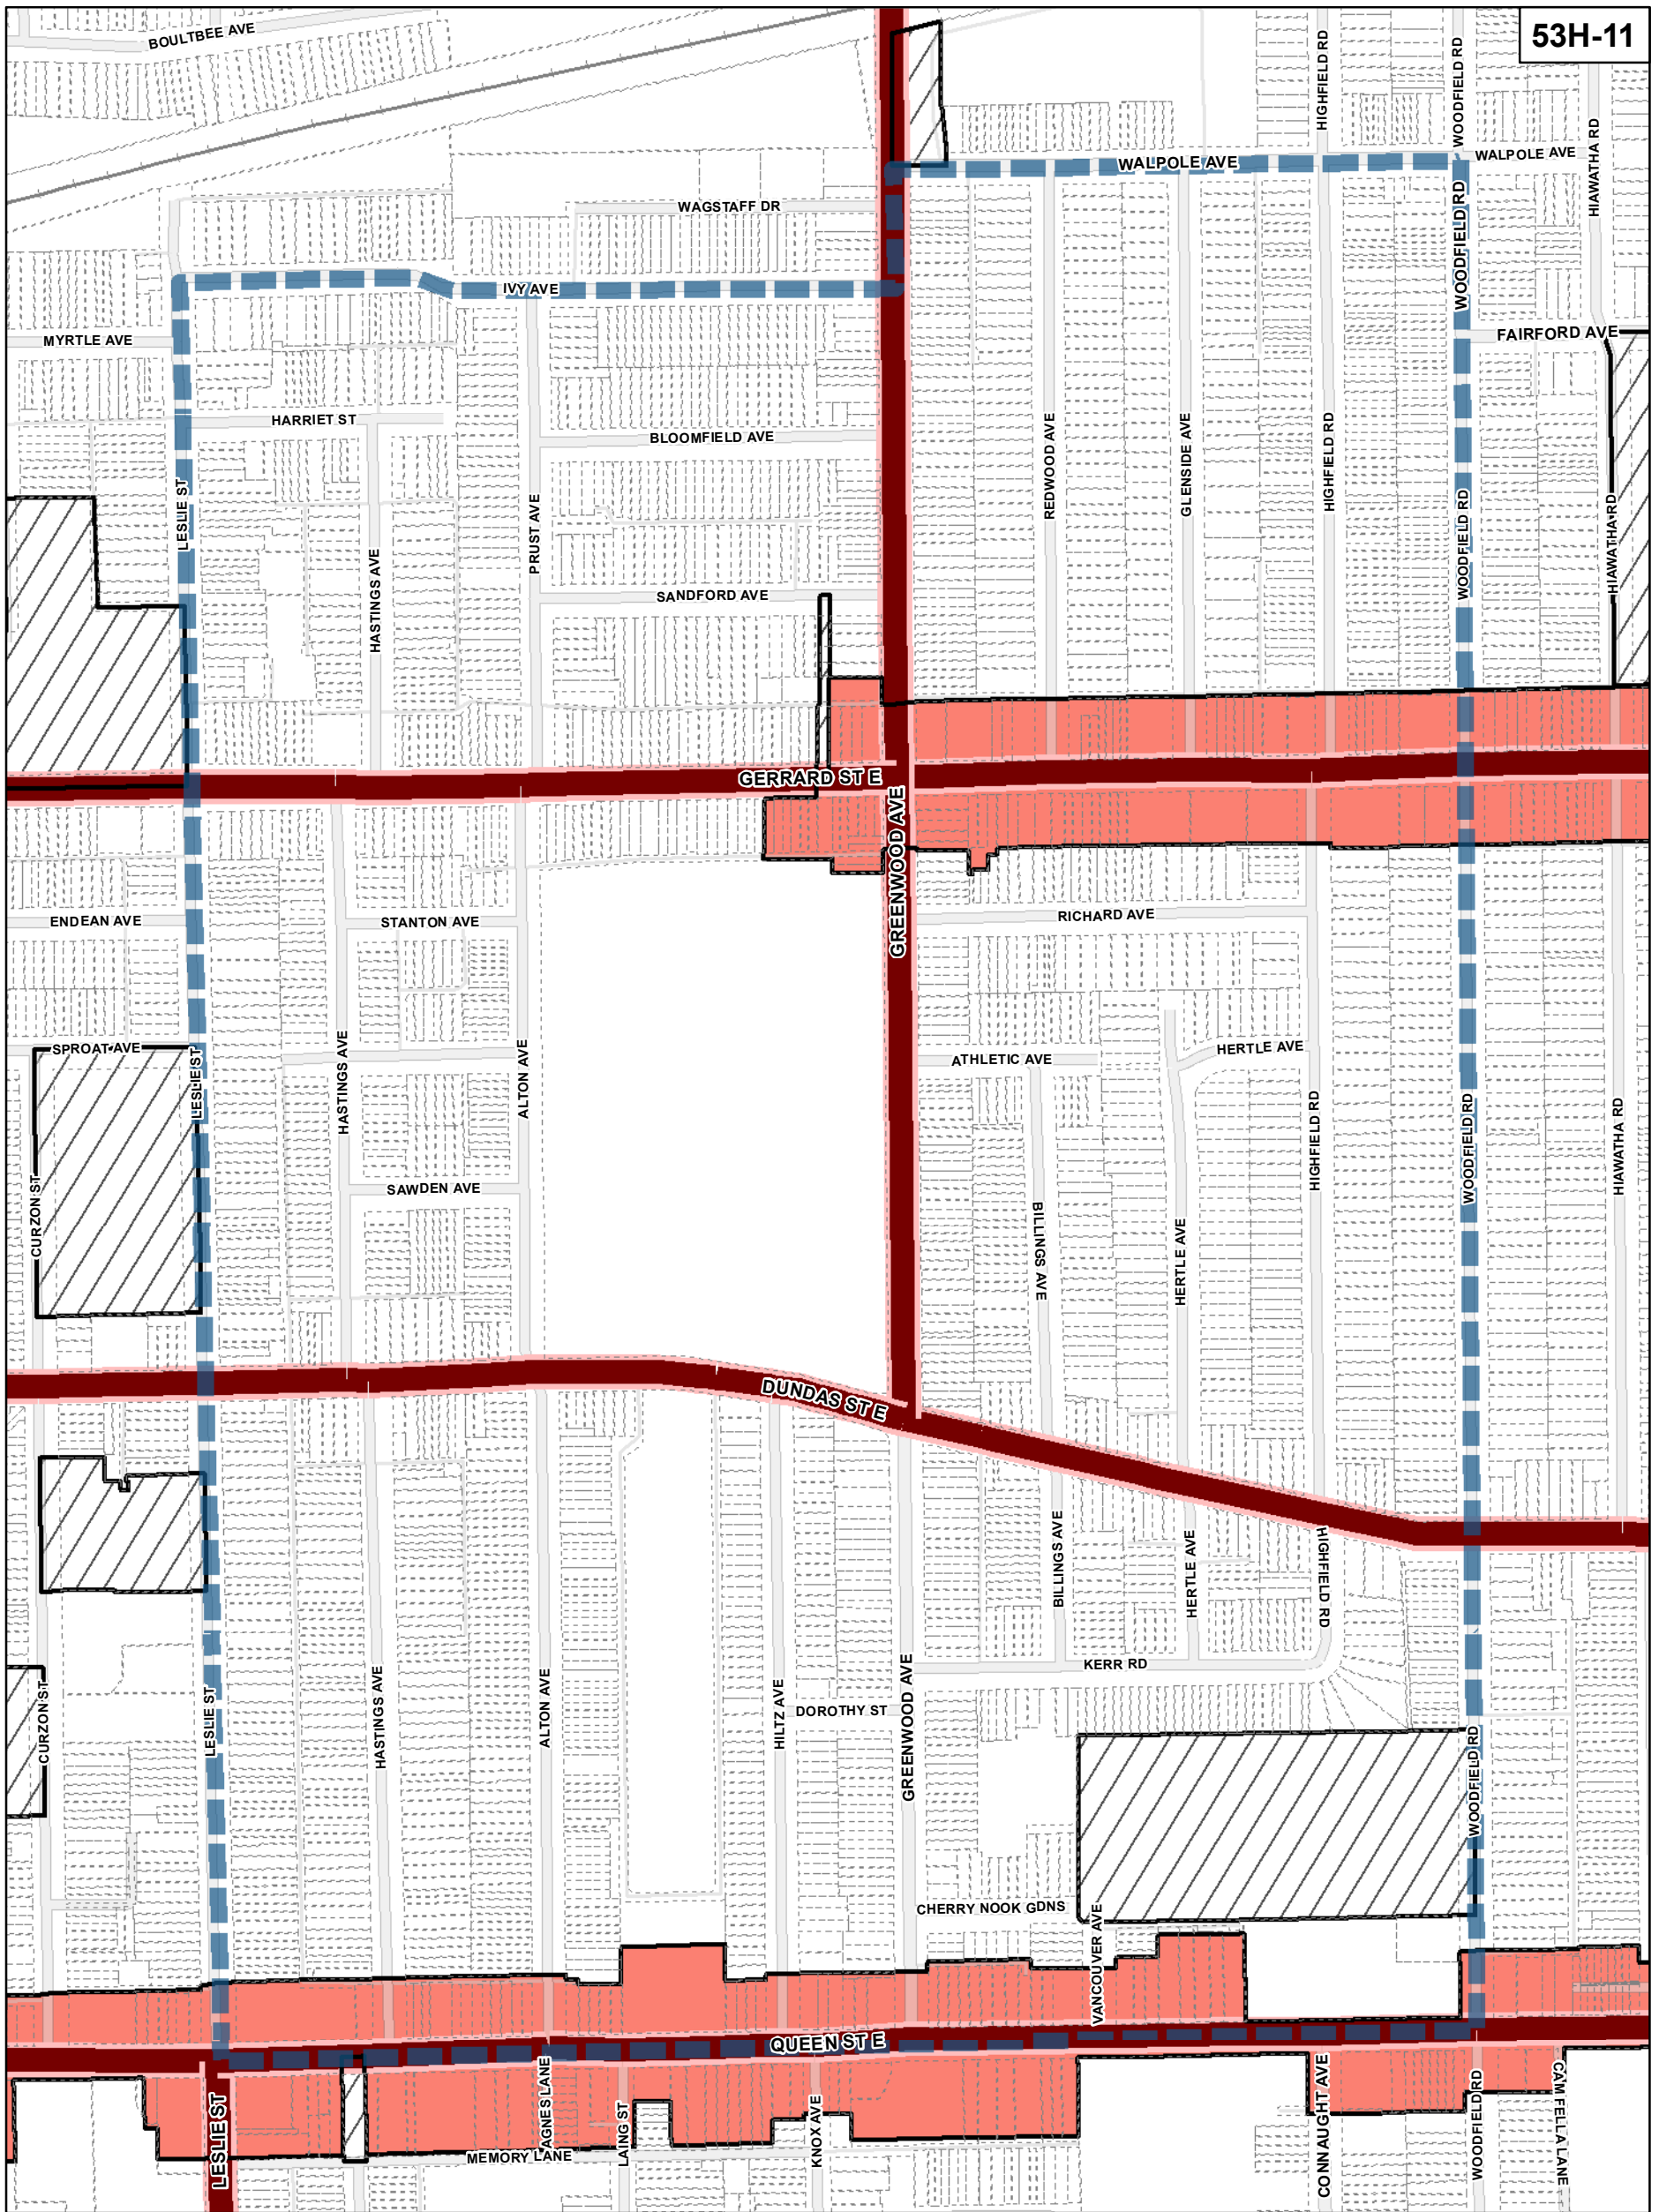 BOULTBEE AVE
53H-11
HIGHFIELD RD
WOODFIELD RD
HIAWATHA RD
WALPOLE AVE
WALPOLE AVE
WAGSTAFF DR
WOODFIELD RD
IVY AVE
MYRTLE AVE
FAIRFORD AVE
HARRIET ST
BLOOMFIELD AVE
REDWOOD AVE
GLENSIDE AVE
HIGHFIELD RD
LESLIE ST
PRUST AVE
WOODFIELD RD
HIAWATHA RD
HASTINGS AVE
SANDFORD AVE
GERRARD ST E
GREENWOOD AVE
ENDEAN AVE
STANTON AVE
RICHARD AVE
SPROAT AVE
LESLIE ST
HASTINGS AVE
ALTON AVE
ATHLETIC AVE
HERTLE AVE
HIGHFIELD RD
WOODFIELD RD
HIAWATHA RD
CURZON ST
SAWDEN AVE
BILLINGS AVE
HERTLE AVE
DUNDAS ST E
BILLINGS AVE
HERTLE AVE
HIGHFIELD RD
KERR RD
CURZON ST
LESLIE ST
HASTINGS AVE
ALTON AVE
HILTZ AVE
DOROTHY ST
GREENWOOD AVE
WOODFIELD RD
CHERRY NOOK GDNS
VANCOUVER AVE
QUEEN ST E
LESLIE ST
AGNES LANE
MEMORY LANE
LAING ST
KNOX AVE
CONNAUGHT AVE
WOODFIELD RD
CAM FELLA LANE